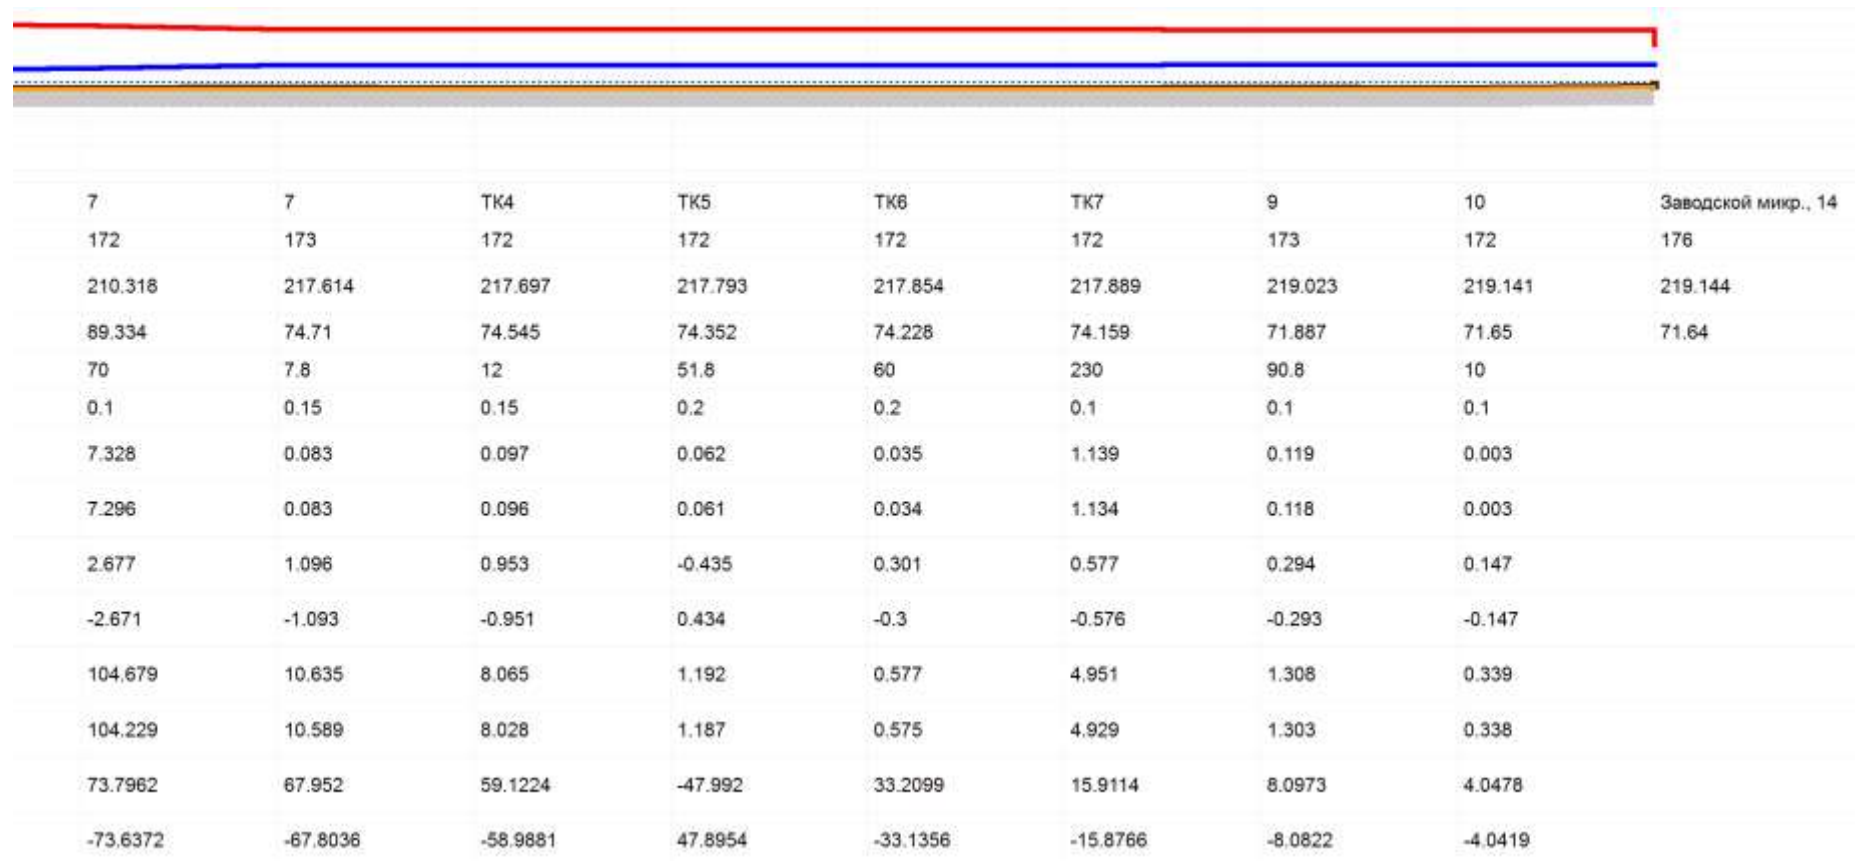 7 7 ТК4 ТК5 ТК6 ТК7 9 10 Заводской микр., 14
172 173 172 172 172 172 173 172 176
210.318 217.614 217.697 217.793 217.854 217.889 219.023 219.141 219.144
89.334 74.71 74.545 74.352 74.228 74.159 71.887 71.65 71.64
70 7.8 12 51.8 60 230 90.8 10
0.1 0.15 0.15 0.2 0.2 0.1 0.1 0.1
7.328 0.083 0.097 0.062 0.035 1.139 0.119 0.003
7.296 0.083 0.096 0.061 0.034 1.134 0.118 0.003
2.677 1.096 0.953 -0.435 0.301 0.577 0.294 0.147
-2.671 -1.093 -0.951 0.434 -0.3 -0.576 -0.293 -0.147
104.679 10.635 8.065 1.192 0.577 4.951 1.308 0.339
104.229 10.589 8.028 1.187 0.575 4.929 1.303 0.338
73.7962 67.952 59.1224 -47.992 33.2099 15.9114 8.0973 4.0478
-73.6372 -67.8036 -58.9881 47.8954 -33.1356 -15.8766 -8.0822 -4.0419